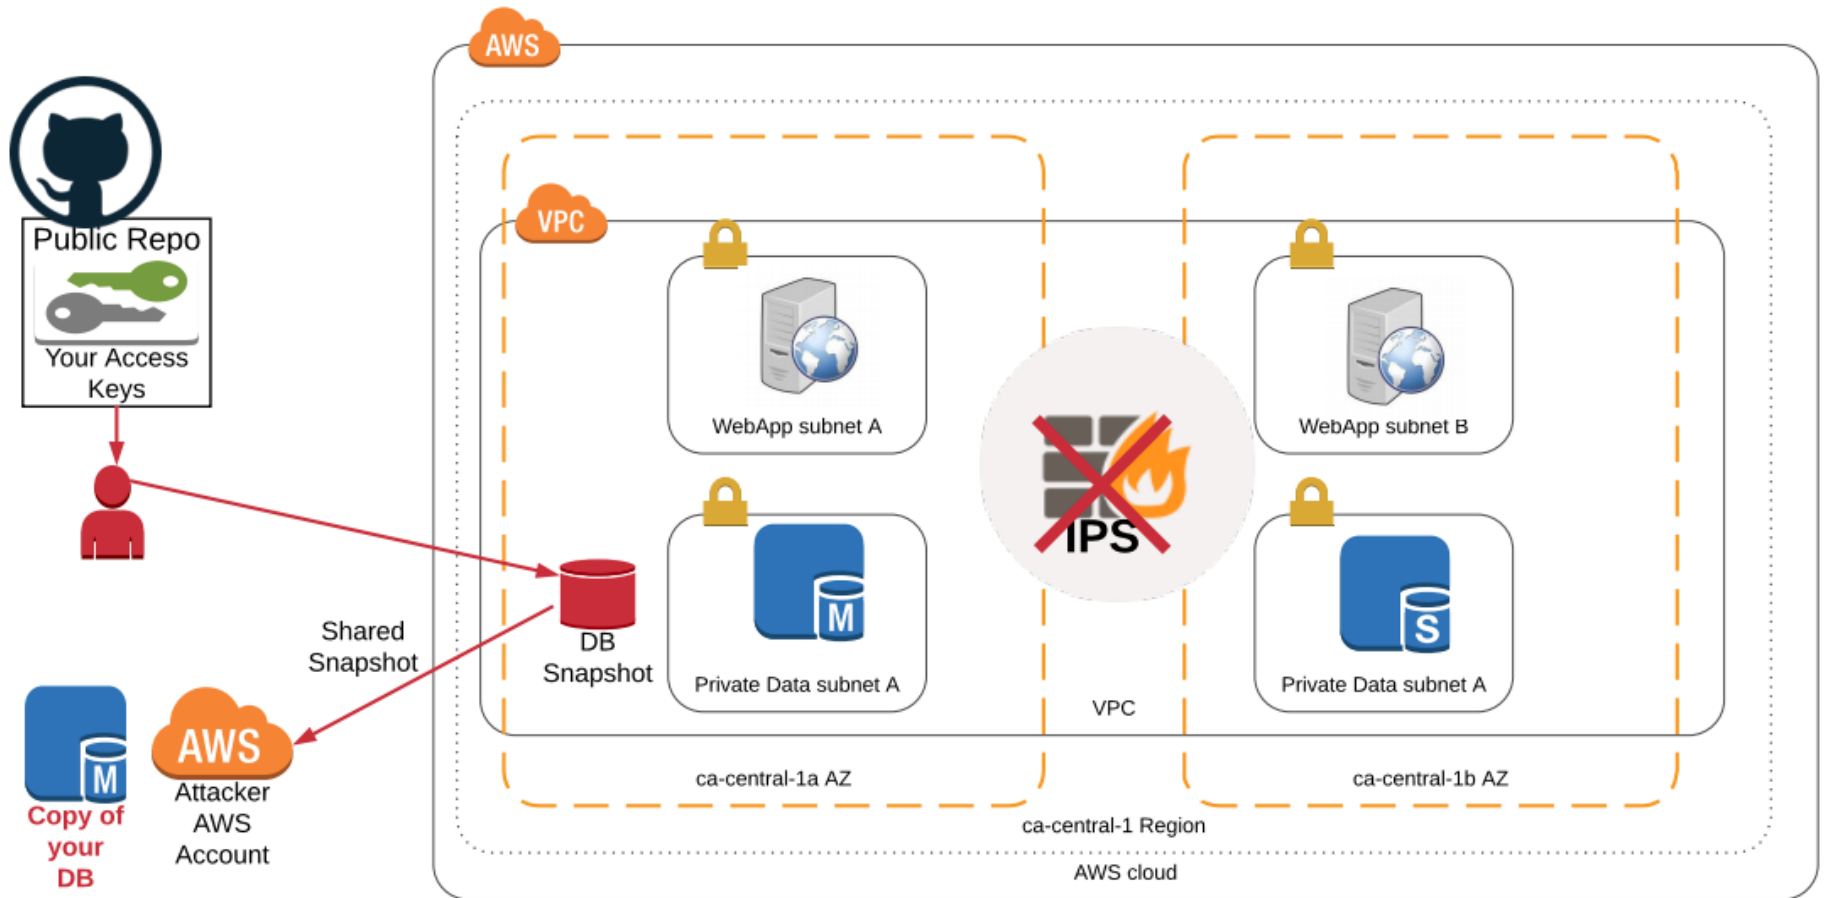 AWS
Public Repo
Your Access
Keys
VPC
WebApp subnet A
WebApp subnet B
IPS
M
S
DB
Snapshot
Private Data subnet A
Private Data subnet A
Shared
Snapshot
VPC
M
AWS
Attacker
AWS
Account
Copy of
your
DB
ca-central-1a AZ
ca-central-1b AZ
ca-central-1 Region
AWS cloud